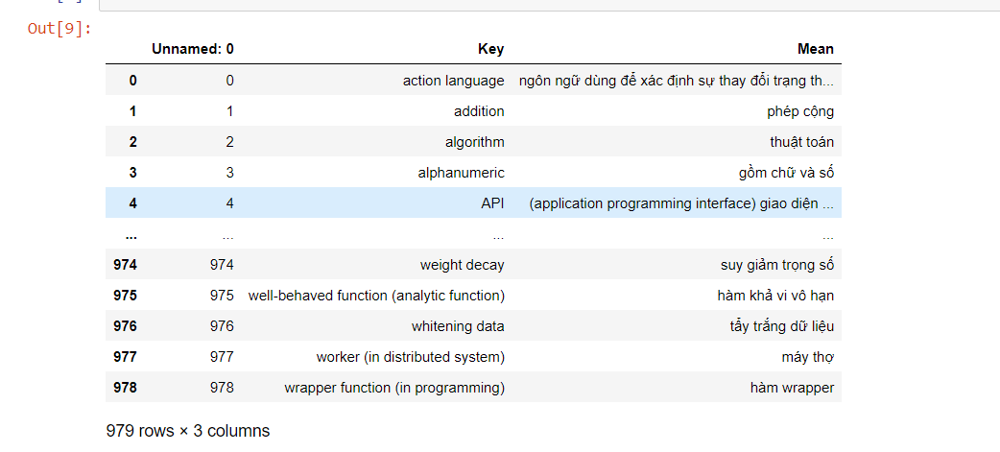 Out[9]:
Unnamed: 0 Key Mean
0 0 action language ngôn ngữ dùng để xác định sự thay đổi trạng th...
1 1 addition phép cộng
2 2 algorithm thuật toán
3 3 alphanumeric gồm chữ và số
4 4 API (application programming interface) giao diện ...
... ... ... ...
974 974 weight decay suy giảm trọng số
975 975 well-behaved function (analytic function) hàm khả vi vô hạn
976 976 whitening data tẩy trắng dữ liệu
977 977 worker (in distributed system) máy thợ
978 978 wrapper function (in programming) hàm wrapper
979 rows × 3 columns